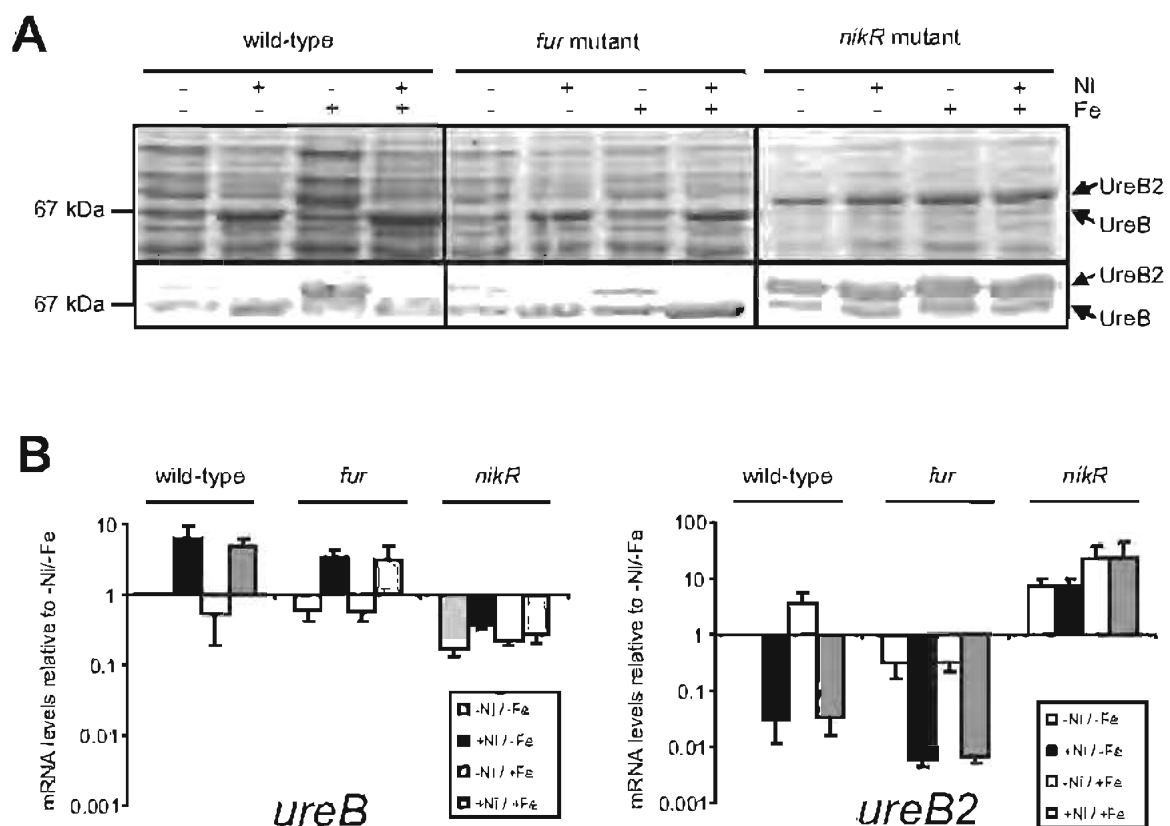 A
wild-type fur mutant nikR mutant
- + - + - + - + - + - + Ni
- - + + - - + + - - + + Fe
67 kDa
UreB2
UreB
67 kDa
UreB2
UreB
B
wild-type fur nikR
mRNA levels relative to -Ni/-Fe
10
1
0.1
0.01
0.001
-Ni / -Fe
+Ni / -Fe
-Ni / +Fe
+Ni / +Fe
ureB
wild-type fur nikR
mRNA levels relative to -Ni/-Fe
100
10
1
0.1
0.01
0.001
-Ni / -Fe
+Ni / -Fe
-Ni / +Fe
+Ni / +Fe
ureB2